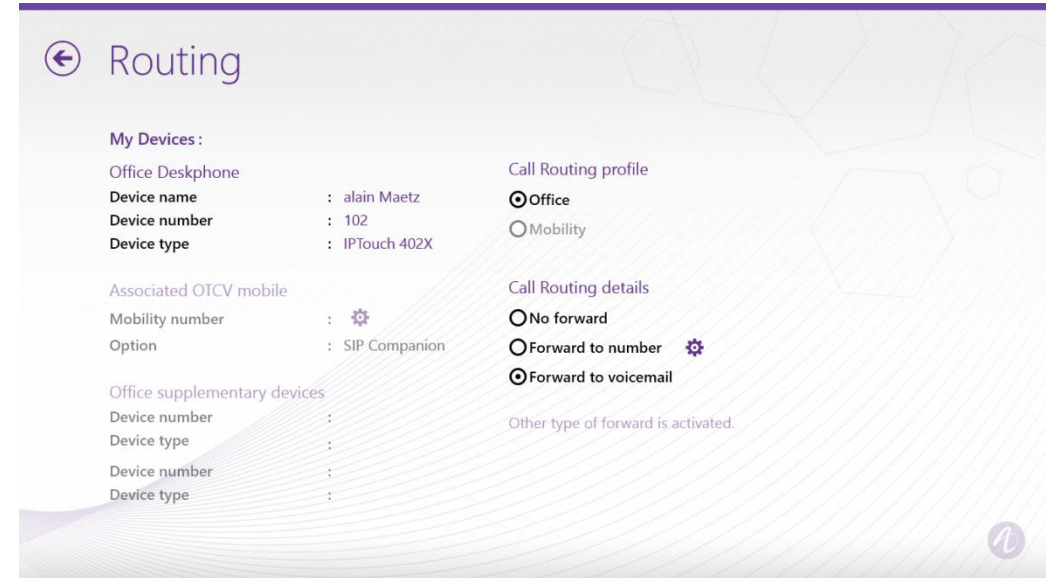 Routing
My Devices :
Office Deskphone
Device name : alain Maetz
Device number : 102
Device type : IPTouch 402X
Associated OTCV mobile
Mobility number :
Option : SIP Companion
Office supplementary devices
Device number :
Device type :
Device number :
Device type :
Call Routing profile
Office
Mobility
Call Routing details
No forward
Forward to number
Forward to voicemail
Other type of forward is activated.